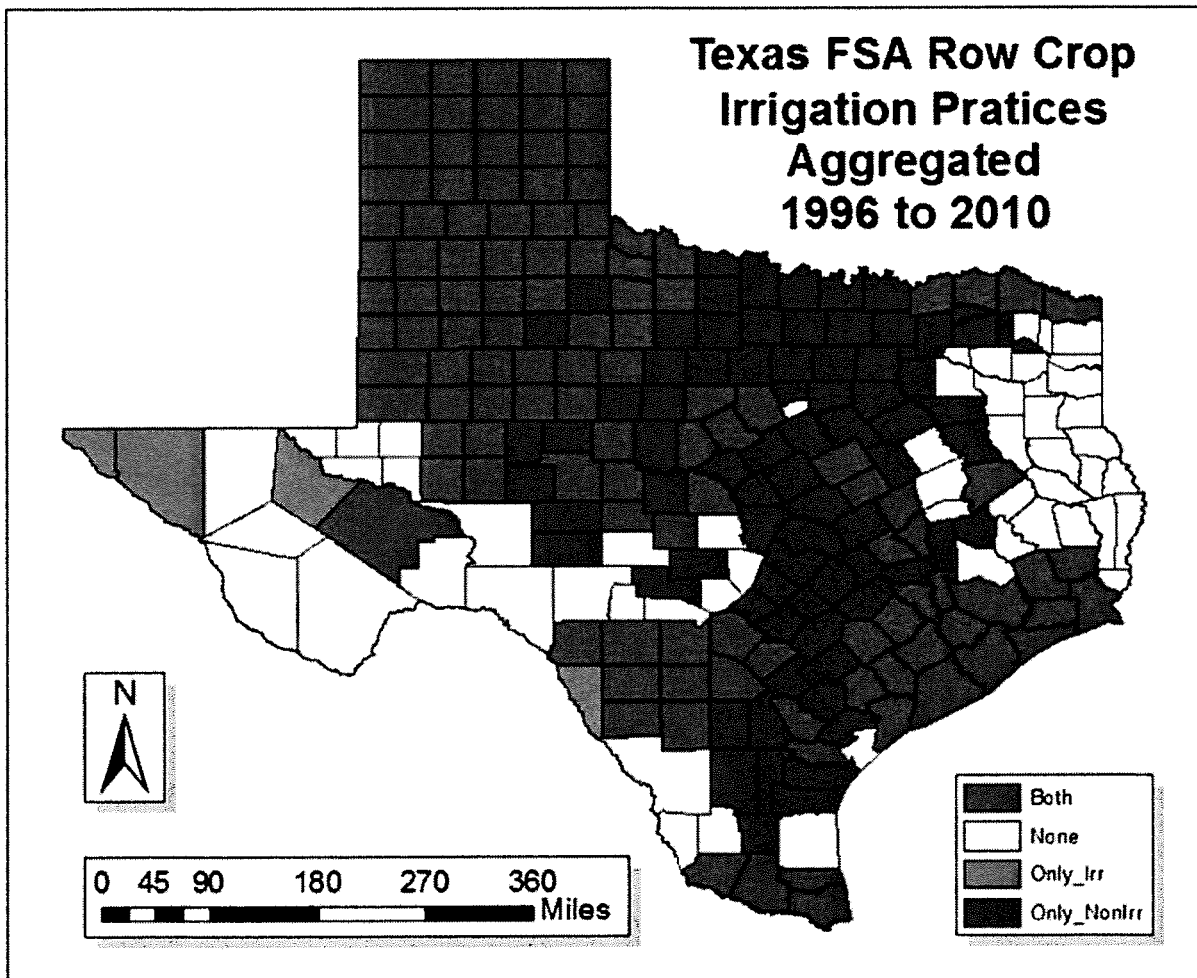 Texas FSA Row Crop
Irrigation Pratices
Aggregated
1996 to 2010
N
0 45 90 180 270 360
Miles
Both
None
Only_Irr
Only_NonIrr